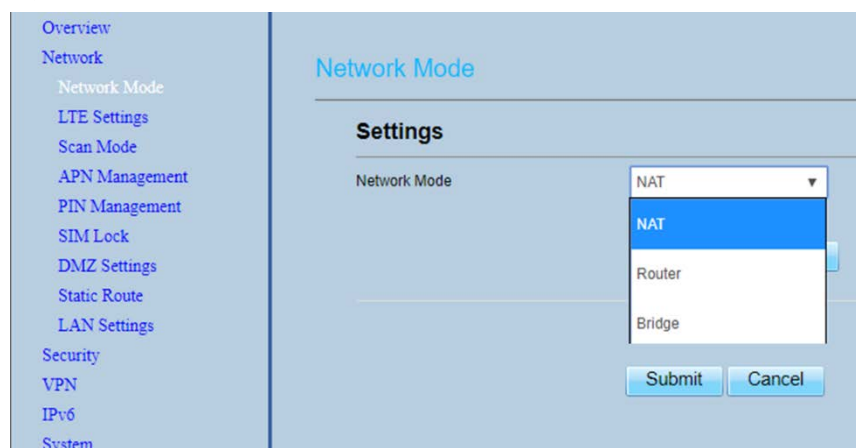 Overview
Network
Network Mode
LTE Settings
Scan Mode
APN Management
PIN Management
SIM Lock
DMZ Settings
Static Route
LAN Settings
Security
VPN
IPv6
System
Network Mode
Settings
Network Mode
NAT
NAT
Router
Bridge
Submit Cancel